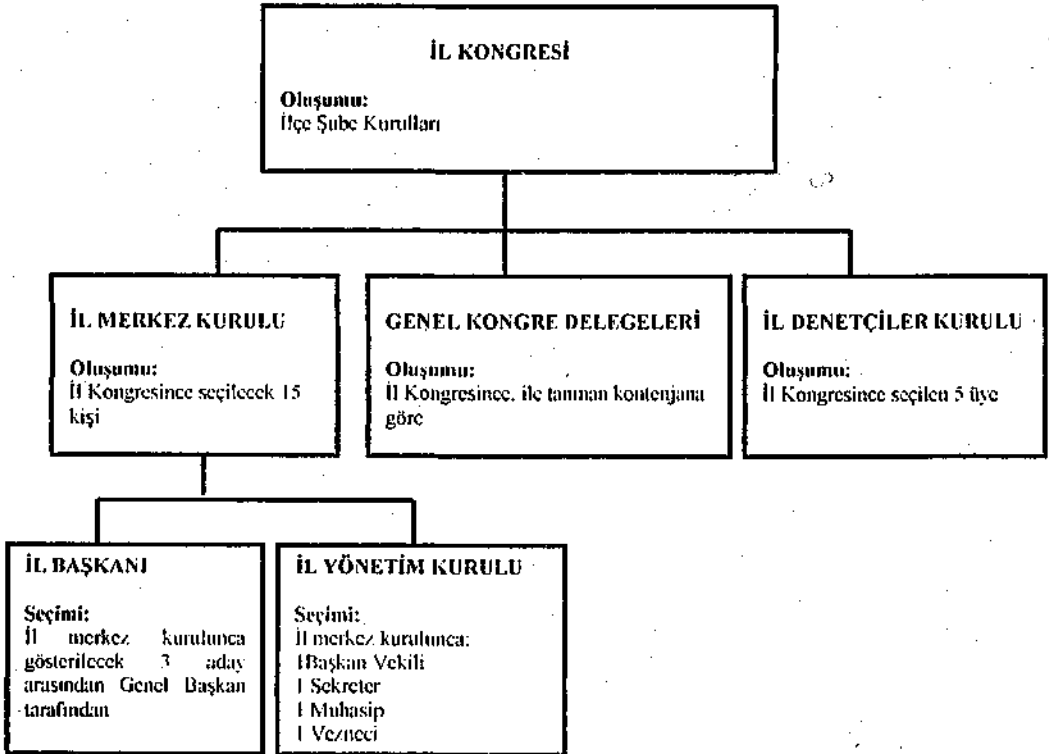 İL KONGRESİ
Oluşumu:
İlçe Şube Kurulları
İL MERKEZ KURULU
Oluşumu:
İl Kongresince seçilecek 15
kişi
GENEL KONGRE DELEGELERİ
Oluşumu:
İl Kongresince, ile tanınan kontenjana
göre
İL DENETÇİLER KURULU
Oluşumu:
İl Kongresince seçilen 5 üye
İL BAŞKANI
Seçimi:
İl merkez kurulunca
gösterilecek 3 aday
arasından Genel Başkan
tarafından
İL YÖNETİM KURULU
Seçimi:
İl merkez kurulunca:
1Başkan Vekili
1 Sekreter
1 Muhasip
1 Vezneci